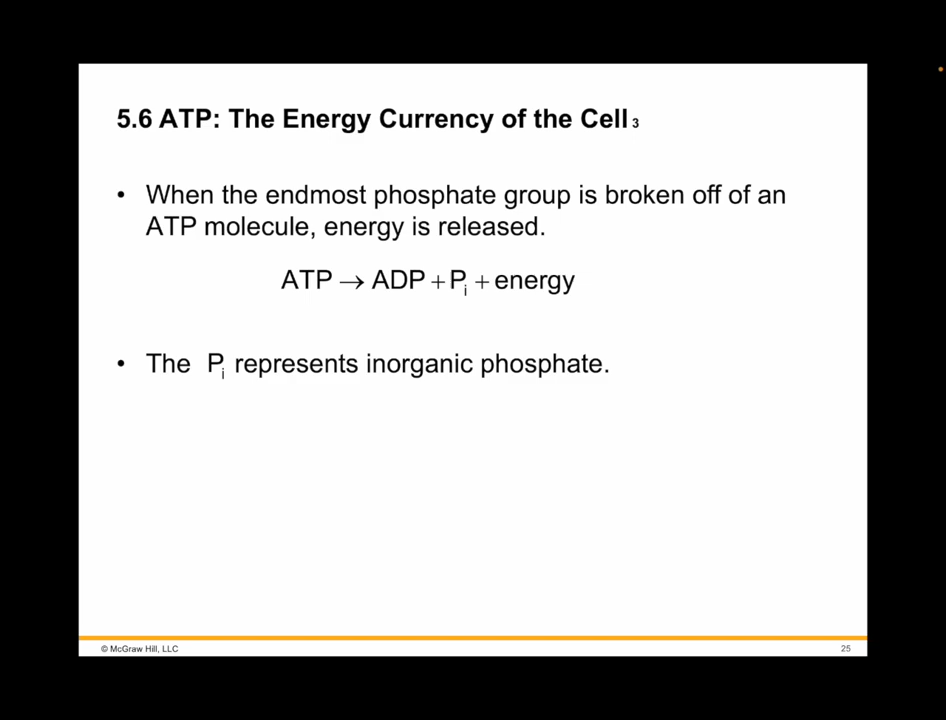 5.6 ATP: The Energy Currency of the Cell 3
• When the endmost phosphate group is broken off of an
ATP molecule, energy is released.
ATP → ADP + Pi + energy
• The Pi represents inorganic phosphate.
© McGraw Hill, LLC
25